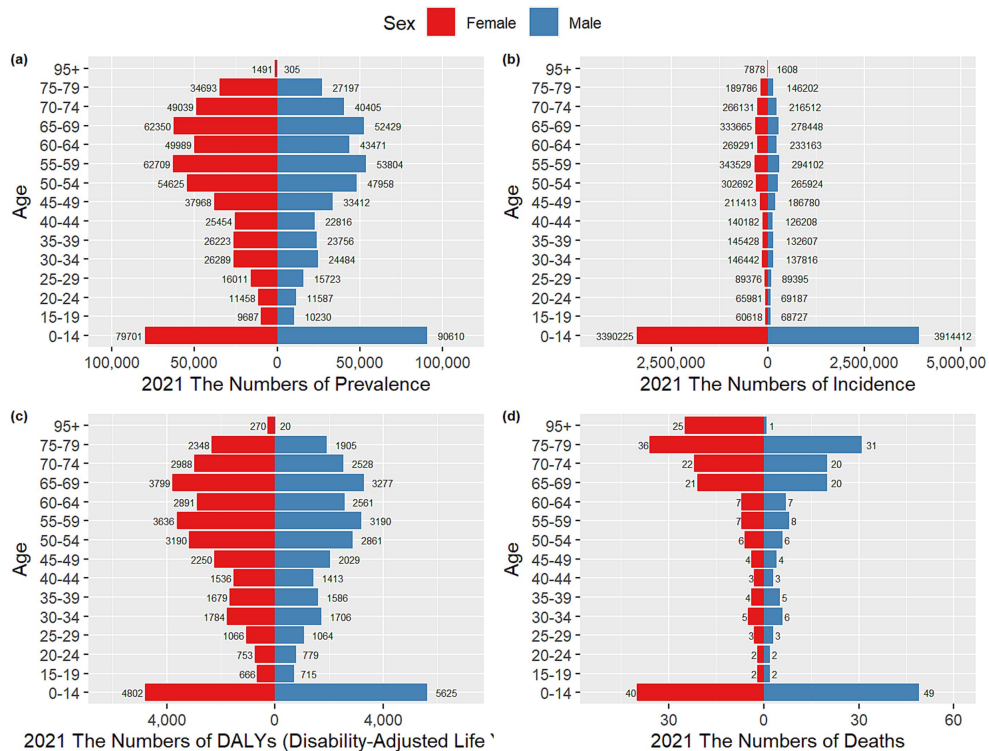 Sex Female Male
(a)
Age
95+ 1491 305
75-79 34693 27197
70-74 49039 40405
65-69 62350 52429
60-64 49989 43471
55-59 62709 53804
50-54 54625 47958
45-49 37968 33412
40-44 25454 22816
35-39 26223 23756
30-34 26289 24484
25-29 16011 15723
20-24 11458 11587
15-19 9687 10230
0-14 79701 90610
100,000 50,000 0 50,000 100,000
2021 The Numbers of Prevalence
(b)
Age
95+ 7878 1608
75-79 189786 146202
70-74 266131 216512
65-69 333665 278448
60-64 269291 233163
55-59 343529 294102
50-54 302692 265924
45-49 211413 186780
40-44 140182 126208
35-39 145428 132607
30-34 146442 137816
25-29 89376 89395
20-24 65981 69187
15-19 60618 68727
0-14 3390225 3914412
2,500,000 0 2,500,000 5,000,00
2021 The Numbers of Incidence
(c)
Age
95+ 270 20
75-79 2348 1905
70-74 2988 2528
65-69 3799 3277
60-64 2891 2561
55-59 3636 3190
50-54 3190 2861
45-49 2250 2029
40-44 1536 1413
35-39 1679 1586
30-34 1784 1706
25-29 1066 1064
20-24 753 779
15-19 666 715
0-14 4802 5625
4,000 0 4,000
2021 The Numbers of DALYs (Disability-Adjusted Life
(d)
Age
95+ 25 1
75-79 36 31
70-74 22 20
65-69 21 20
60-64 7 7
55-59 7 8
50-54 6 6
45-49 4 4
40-44 3 3
35-39 4 5
30-34 5 6
25-29 3 3
20-24 2 2
15-19 2 2
0-14 40 49
30 0 30 60
2021 The Numbers of Deaths